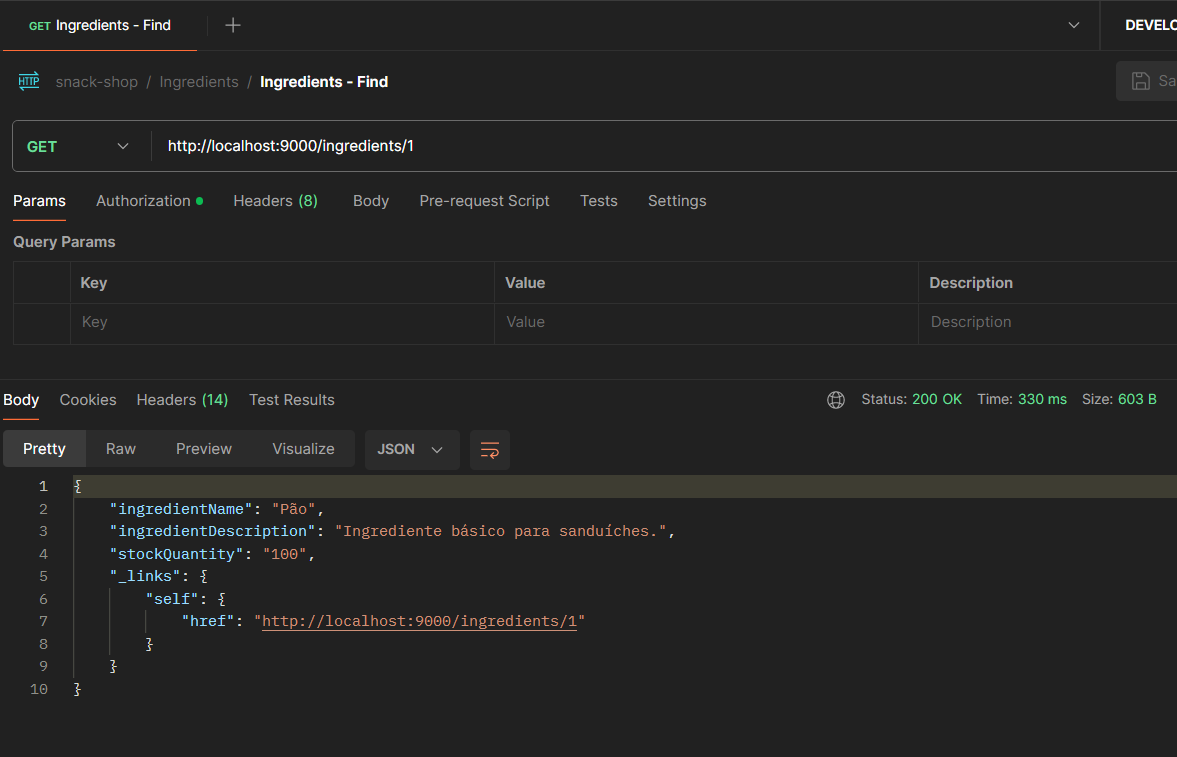 GET Ingredients - Find
DEVELO
HTTP snack-shop / Ingredients / Ingredients - Find
Sa
GET http://localhost:9000/ingredients/1
Params Authorization Headers (8) Body Pre-request Script Tests Settings
Query Params
Key Value Description
Key Value Description
Body Cookies Headers (14) Test Results Status: 200 OK Time: 330 ms Size: 603 B
Pretty Raw Preview Visualize JSON
1 {
2 "ingredientName": "Pão",
3 "ingredientDescription": "Ingrediente básico para sanduíches.",
4 "stockQuantity": "100",
5 "_links": {
6 "self": {
7 "href": "http://localhost:9000/ingredients/1"
8 }
9 }
10 }